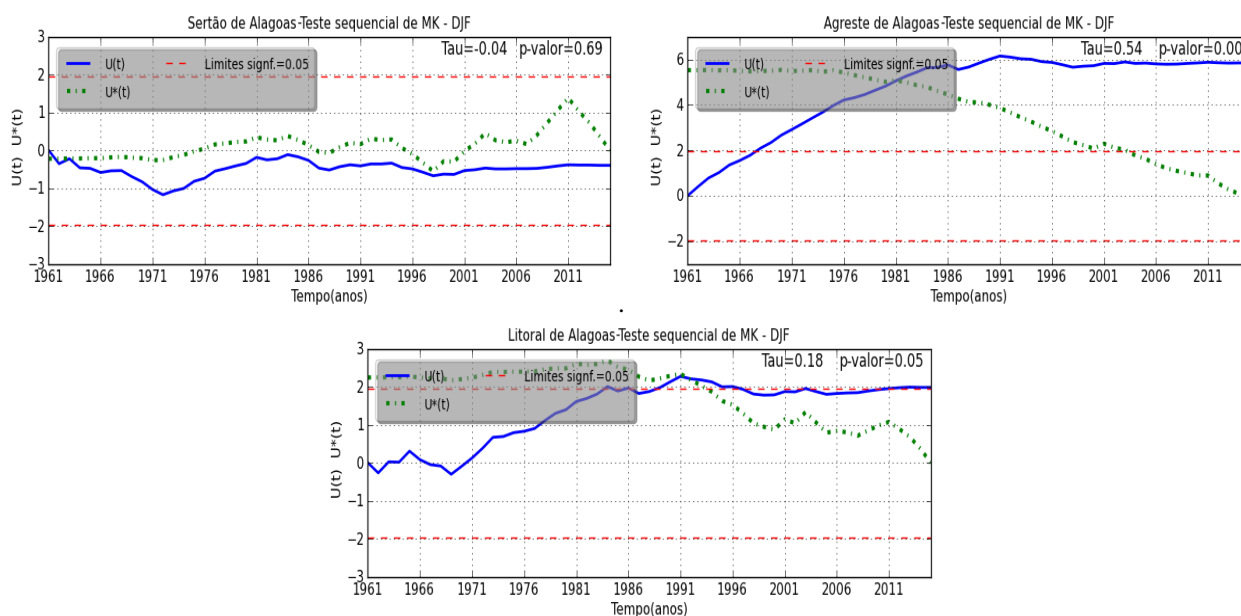 Sertão de Alagoas-Teste sequencial de MK - DJF
Tau=-0.04 p-valor=0.69
U(t)
Limites signf.=0.05
U*(t)
3
2
1
0
−1
−2
−3
U(t) U*(t)
1961 1966 1971 1976 1981 1986 1991 1996 2001 2006 2011
Tempo(anos)
Agreste de Alagoas-Teste sequencial de MK - DJF
Tau=0.54 p-valor=0.00
U(t)
Limites signf.=0.05
U*(t)
6
4
2
0
−2
U(t) U*(t)
1961 1966 1971 1976 1981 1986 1991 1996 2001 2006 2011
Tempo(anos)
Litoral de Alagoas-Teste sequencial de MK - DJF
Tau=0.18 p-valor=0.05
U(t)
Limites signf.=0.05
U*(t)
3
2
1
0
−1
−2
−3
U(t) U*(t)
1961 1966 1971 1976 1981 1986 1991 1996 2001 2006 2011
Tempo(anos)